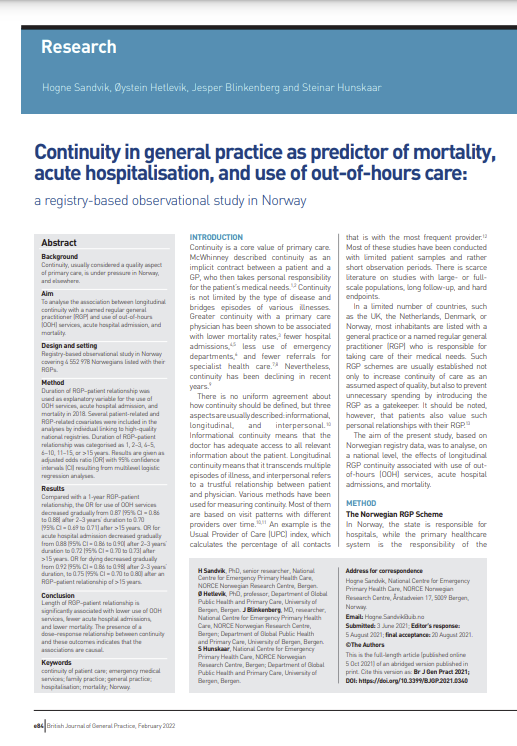 Research
Hogne Sandvik, Øystein Hetlevik, Jesper Blinkenberg and Steinar Hunskaar
Continuity in general practice as predictor of mortality,
acute hospitalisation, and use of out-of-hours care:
a registry-based observational study in Norway
Abstract
Background
Continuity, usually considered a quality aspect
of primary care, is under pressure in Norway,
and elsewhere.
Aim
To analyse the association between longitudinal
continuity with a named regular general
practitioner (RGP) and use of out-of-hours
(OOH) services, acute hospital admission, and
mortality.
Design and setting
Registry-based observational study in Norway
covering 4 552 978 Norwegians listed with their
RGPs.
Method
Duration of RGP–patient relationship was
used as explanatory variable for the use of
OOH services, acute hospital admission, and
mortality in 2018. Several patient-related and
RGP-related covariates were included in the
analyses by individual linking to high-quality
national registries. Duration of RGP–patient
relationship was categorised as 1, 2–3, 4–5,
6–10, 11–15, or >15 years. Results are given as
adjusted odds ratio (OR) with 95% confidence
intervals (CI) resulting from multilevel logistic
regression analyses.
Results
Compared with a 1-year RGP–patient
relationship, the OR for use of OOH services
decreased gradually from 0.87 (95% CI = 0.86
to 0.88) after 2–3 years' duration to 0.70
(95% CI = 0.69 to 0.71) after >15 years. OR for
acute hospital admission decreased gradually
from 0.88 (95% CI = 0.86 to 0.90) after 2–3 years'
duration to 0.72 (95% CI = 0.70 to 0.73) after
>15 years. OR for dying decreased gradually
from 0.92 (95% CI = 0.86 to 0.98) after 2–3 years'
duration, to 0.75 (95% CI = 0.70 to 0.80) after an
RGP–patient relationship of >15 years.
Conclusion
Length of RGP–patient relationship is
significantly associated with lower use of OOH
services, fewer acute hospital admissions,
and lower mortality. The presence of a
dose–response relationship between continuity
and these outcomes indicates that the
associations are causal.
Keywords
continuity of patient care; emergency medical
services; family practice; general practice;
hospitalisation; mortality; Norway.
INTRODUCTION
Continuity is a core value of primary care.
McWhinney described continuity as an
implicit contract between a patient and a
GP, who then takes personal responsibility
for the patient's medical needs.1,2 Continuity
is not limited by the type of disease and
bridges episodes of various illnesses.
Greater continuity with a primary care
physician has been shown to be associated
with lower mortality rates,3 fewer hospital
admissions,4,5 less use of emergency
departments,6 and fewer referrals for
specialist health care.7,8 Nevertheless,
continuity has been declining in recent
years.9
There is no uniform agreement about
how continuity should be defined, but three
aspects are usually described: informational,
longitudinal, and interpersonal.10
Informational continuity means that the
doctor has adequate access to all relevant
information about the patient. Longitudinal
continuity means that it transcends multiple
episodes of illness, and interpersonal refers
to a trustful relationship between patient
and physician. Various methods have been
used for measuring continuity. Most of them
are based on visit patterns with different
providers over time.10,11 An example is the
Usual Provider of Care (UPC) index, which
calculates the percentage of all contacts
that is with the most frequent provider.12
Most of these studies have been conducted
with limited patient samples and rather
short observation periods. There is scarce
literature on studies with large- or full-
scale populations, long follow-up, and hard
endpoints.
In a limited number of countries, such
as the UK, the Netherlands, Denmark, or
Norway, most inhabitants are listed with a
general practice or a named regular general
practitioner (RGP) who is responsible for
taking care of their medical needs. Such
RGP schemes are usually established not
only to increase continuity of care as an
assumed aspect of quality, but also to prevent
unnecessary spending by introducing the
RGP as a gatekeeper. It should be noted,
however, that patients also value such
personal relationships with their RGP.13
The aim of the present study, based on
Norwegian registry data, was to analyse, on
a national level, the effects of longitudinal
RGP continuity associated with use of out-
of-hours (OOH) services, acute hospital
admissions, and mortality.
METHOD
The Norwegian RGP Scheme
In Norway, the state is responsible for
hospitals, while the primary healthcare
system is the responsibility of the
H Sandvik, PhD, senior researcher, National
Centre for Emergency Primary Health Care,
NORCE Norwegian Research Centre, Bergen.
Ø Hetlevik, PhD, professor, Department of Global
Public Health and Primary Care, University of
Bergen, Bergen. J Blinkenberg, MD, researcher,
National Centre for Emergency Primary Health
Care, NORCE Norwegian Research Centre,
Bergen; Department of Global Public Health
and Primary Care, University of Bergen, Bergen.
S Hunskaar, National Centre for Emergency
Primary Health Care, NORCE Norwegian
Research Centre, Bergen; Department of Global
Public Health and Primary Care, University of
Bergen, Bergen.
Address for correspondence
Hogne Sandvik, National Centre for Emergency
Primary Health Care, NORCE Norwegian
Research Centre, Årstadveien 17, 5009 Bergen,
Norway.
Email: Hogne.Sandvik@uib.no
Submitted: 3 June 2021; Editor's response:
5 August 2021; final acceptance: 20 August 2021.
©The Authors
This is the full-length article (published online
5 Oct 2021) of an abridged version published in
print. Cite this version as: Br J Gen Pract 2021;
DOI: https://doi.org/10.3399/BJGP.2021.0340
e84 British Journal of General Practice, February 2022